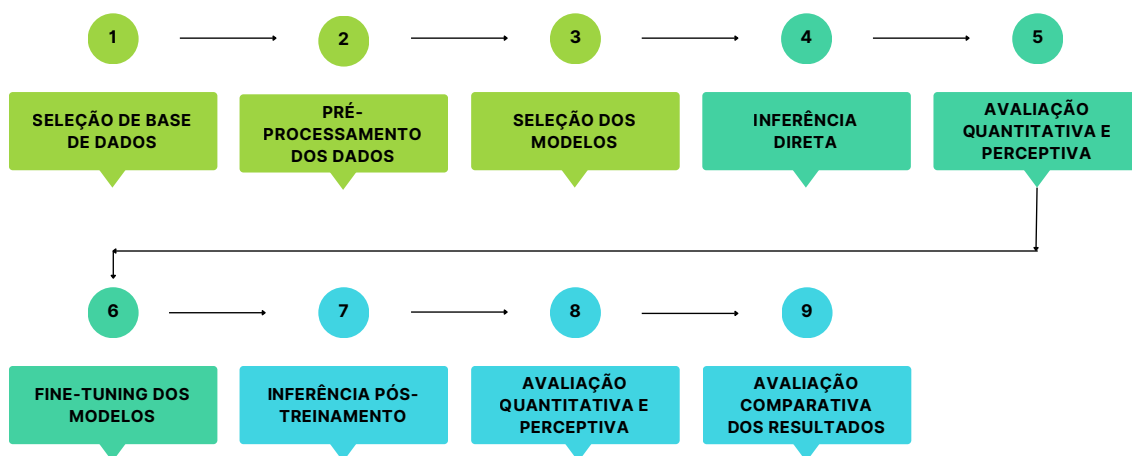 1
2
3
4
5
SELEÇÃO DE BASE
DE DADOS
PRÉ-
PROCESSAMENTO
DOS DADOS
SELEÇÃO DOS
MODELOS
INFERÊNCIA
DIRETA
AVALIAÇÃO
QUANTITATIVA E
PERCEPTIVA
6
7
8
9
FINE-TUNING DOS
MODELOS
INFERÊNCIA PÓS-
TREINAMENTO
AVALIAÇÃO
QUANTITATIVA E
PERCEPTIVA
AVALIAÇÃO
COMPARATIVA
DOS RESULTADOS